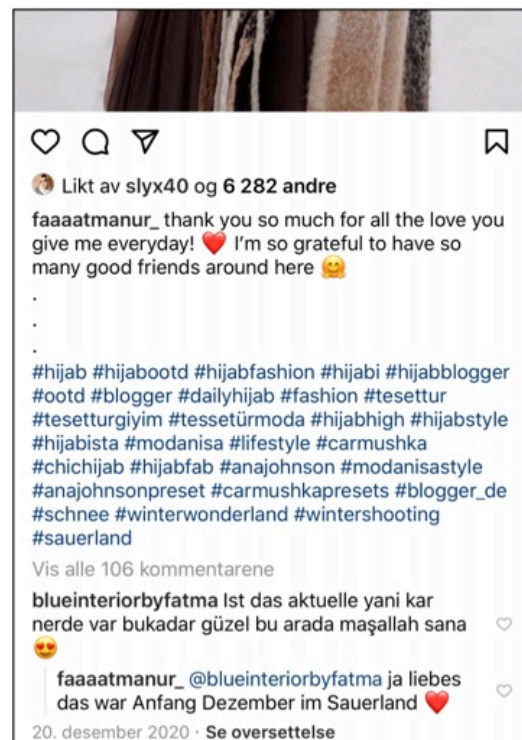 Likt av slyx40 og 6 282 andre
faaaatmanur_ thank you so much for all the love you
give me everyday! ❤️ I'm so grateful to have so
many good friends around here 🤗
.
.
.
#hijab #hijabootd #hijabfashion #hijabi #hijabblogger
#ootd #blogger #dailyhijab #fashion #tesettur
#tesetturgiyim #tessetürmoda #hijabhigh #hijabstyle
#hijabista #modanisa #lifestyle #carmushka
#chichijab #hijabfab #anajohnson #modanisastyle
#anajohnsonpreset #carmushkapresets #blogger_de
#schnee #winterwonderland #wintershooting
#sauerland
Vis alle 106 kommentarene
blueinteriorbyfatma Ist das aktuelle yani kar
nerde var bukadar güzel bu arada maşallah sana
😍
faaaatmanur_ @blueinteriorbyfatma ja liebes
das war Anfang Dezember im Sauerland ❤️
20. desember 2020 · Se oversettelse